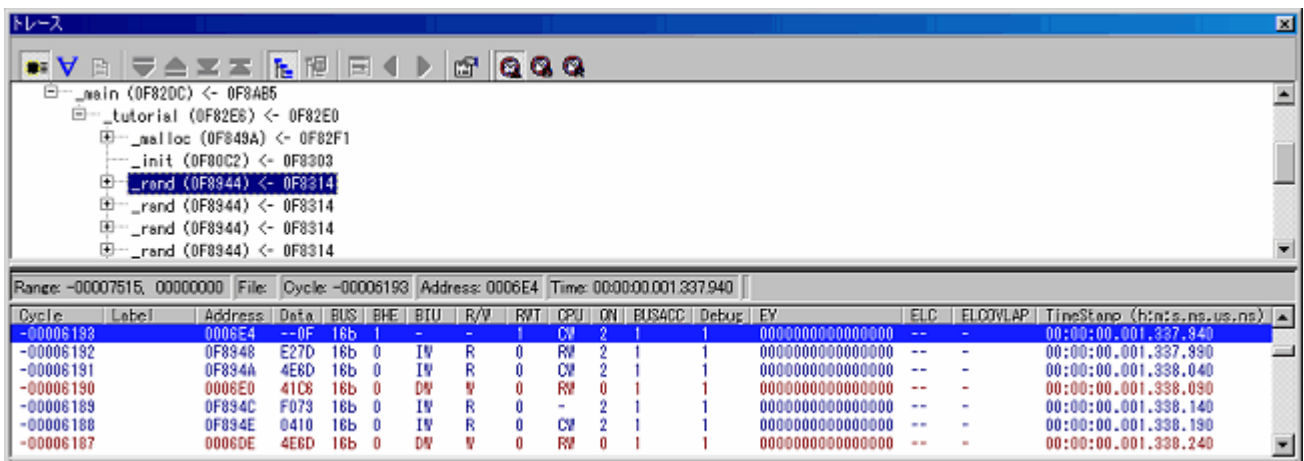 トレース
_main (0F82DC) <- 0F8AB5
_tutorial (0F82E6) <- 0F82E0
_malloc (0F849A) <- 0F82F1
_init (0F80C2) <- 0F8303
_rand (0F8944) <- 0F8314
_rand (0F8944) <- 0F8314
_rand (0F8944) <- 0F8314
_rand (0F8944) <- 0F8314
Range: -00007515, 00000000 File: Cycle: -00006193 Address: 0006E4 Time: 00:00:00.001.337.940
Cycle Label Address Data BUS BHE BIU R/W RWT CPU QN BUSACC Debug EV ELC ELCOVLAP TimeStamp (h:m:s.ms.us.ns)
-00006193 0006E4 --0F 16b 1 - - 1 CW 2 1 1 0000000000000000 -- - 00:00:00.001.337.940
-00006192 0F8948 E27D 16b 0 IW R 0 RW 2 1 1 0000000000000000 -- - 00:00:00.001.337.990
-00006191 0F894A 4E6D 16b 0 IW R 0 CW 2 1 1 0000000000000000 -- - 00:00:00.001.338.040
-00006190 0006E0 41C6 16b 0 DW W 0 RW 0 1 1 0000000000000000 -- - 00:00:00.001.338.090
-00006189 0F894C F073 16b 0 IW R 0 - 2 1 1 0000000000000000 -- - 00:00:00.001.338.140
-00006188 0F894E 0410 16b 0 IW R 0 CW 2 1 1 0000000000000000 -- - 00:00:00.001.338.190
-00006187 0006DE 4E6D 16b 0 DW W 0 RW 0 1 1 0000000000000000 -- - 00:00:00.001.338.240